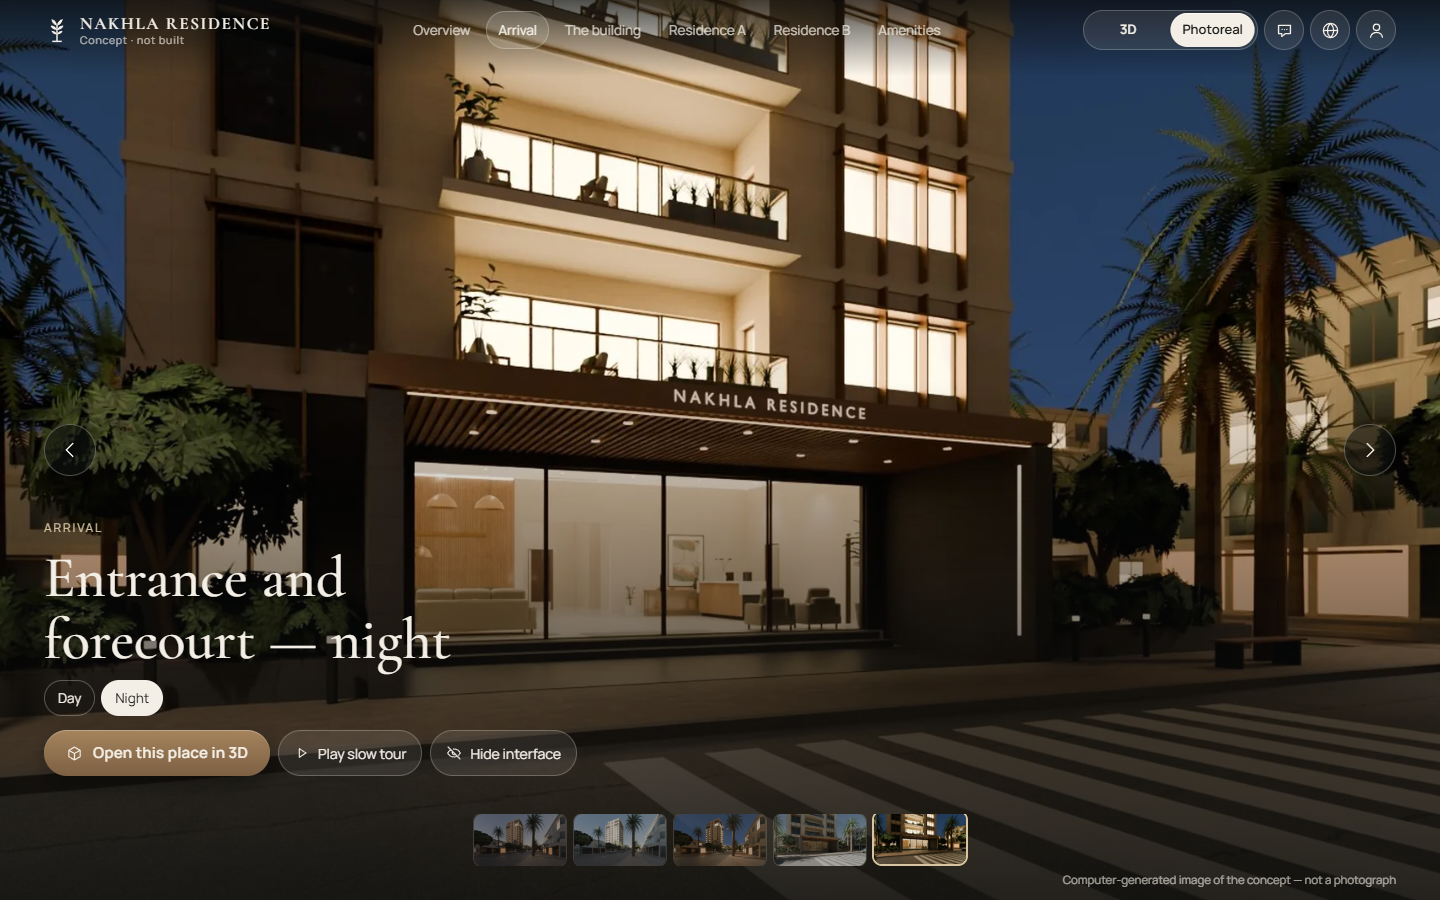 NAKHLA RESIDENCE
Concept · not built
Overview
Arrival
The building
Residence A
Residence B
Amenities
3D
Photoreal
NAKHLA RESIDENCE
ARRIVAL
Entrance and
forecourt — night
Day
Night
Open this place in 3D
Play slow tour
Hide interface
Computer-generated image of the concept — not a photograph